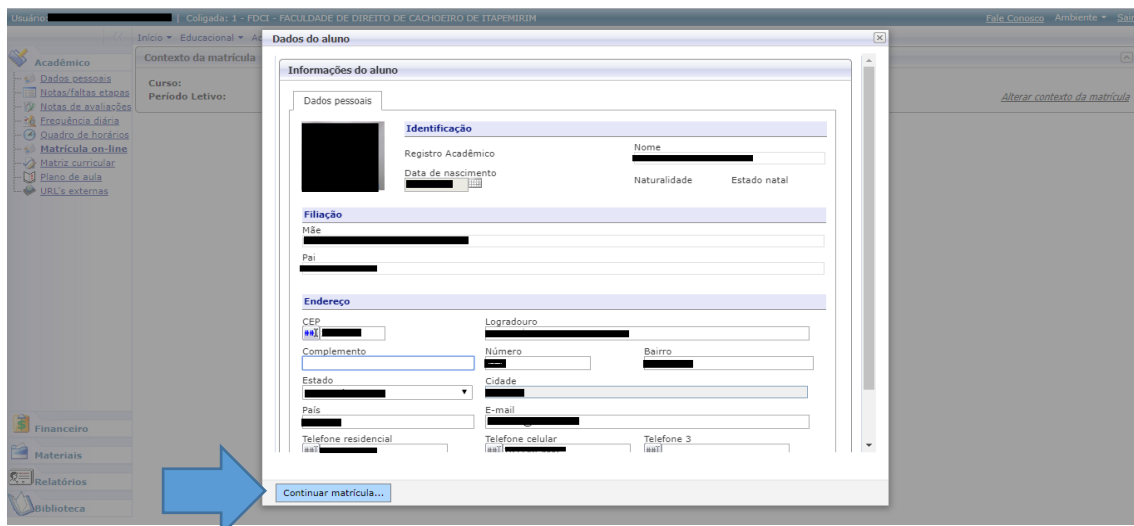 Usuário: | Coligada: 1 - FDCI - FACULDADE DE DIREITO DE CACHOEIRO DE ITAPEMIRIM
Fale Conosco Ambiente Sair
Início Educacional
Dados do aluno
Acadêmico
Dados pessoais
Notas/faltas etapas
Notas de avaliações
Frequência diária
Quadro de horários
Matrícula on-line
Matriz curricular
Plano de aula
URL's externas
Financeiro
Materiais
Relatórios
Biblioteca
Contexto da matrícula
Curso:
Período Letivo:
Alterar contexto da matrícula
Informações do aluno
Dados pessoais
Identificação
Registro Acadêmico
Nome
Data de nascimento
Naturalidade Estado natal
Filiação
Mãe
Pai
Endereço
CEP Logradouro
Complemento Número Bairro
Estado Cidade
País E-mail
Telefone residencial Telefone celular Telefone 3
Continuar matrícula...